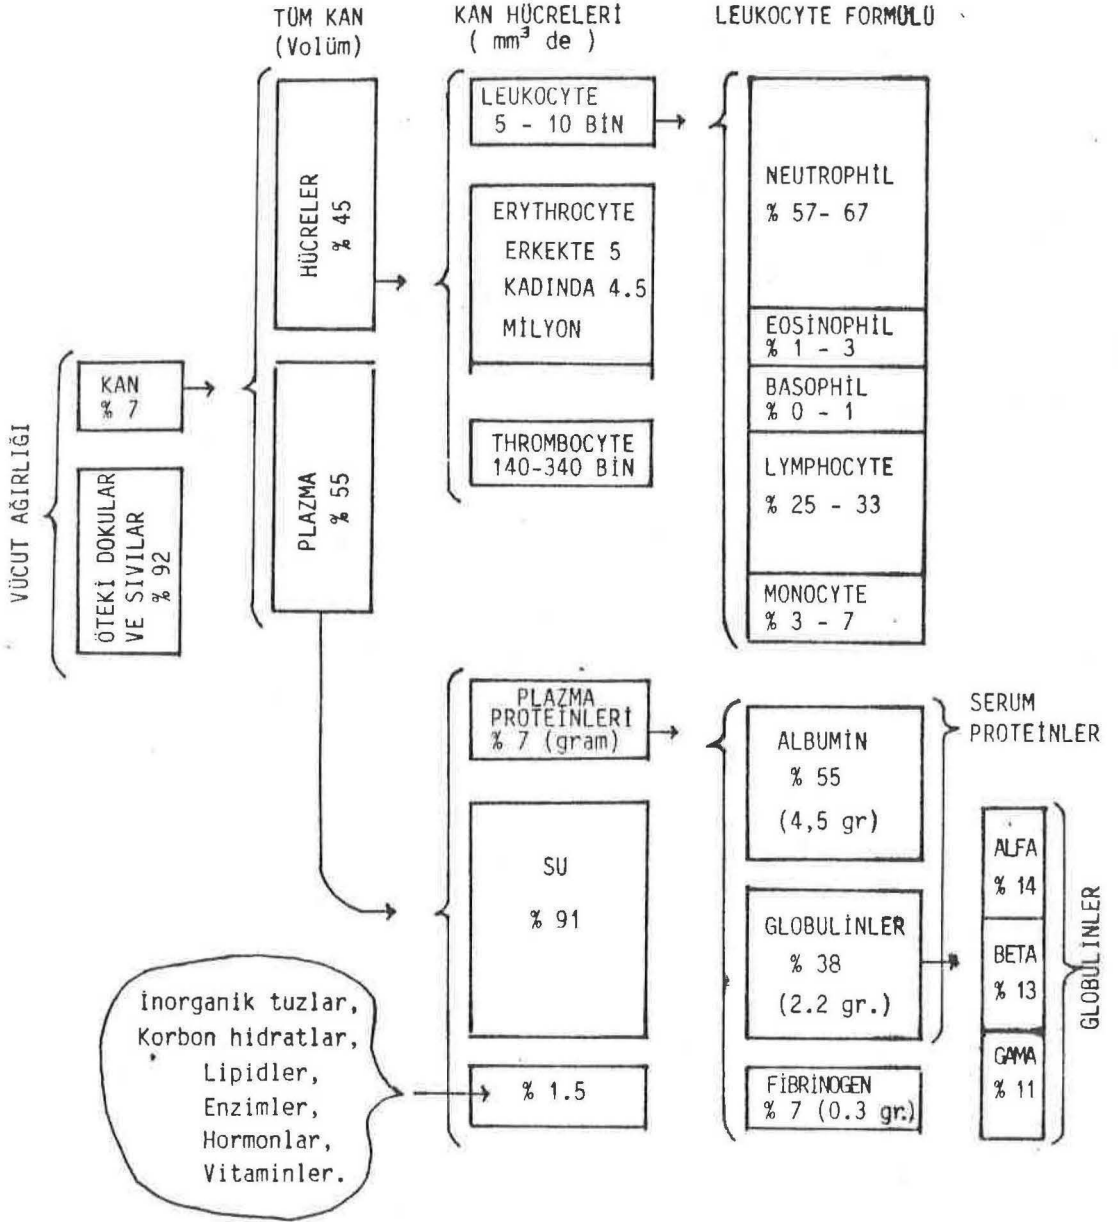 TÜM KAN
(Volüm)
KAN HÜCRELERİ
( mm³ de )
LEUKOCYTE FORMÜLÜ
VÜCUT AĞIRLIĞI
KAN
% 7
ÖTEKİ DOKULAR
VE SIVILAR
% 92
HÜCRELER
% 45
PLAZMA
% 55
LEUKOCYTE
5 - 10 BİN
ERYTHROCYTE
ERKEKTE 5
KADINDA 4.5
MİLYON
THROMBOCYTE
140-340 BİN
NEUTROPHİL
% 57- 67
EOSİNOPHİL
% 1 - 3
BASOPHİL
% 0 - 1
LYMPHOCYTE
% 25 - 33
MONOCYTE
% 3 - 7
PLAZMA
PROTEİNLERİ
% 7 (gram)
SU
% 91
% 1.5
İnorganik tuzlar,
Korbon hidratlar,
Lipidler,
Enzimler,
Hormonlar,
Vitaminler.
ALBUMİN
% 55
(4,5 gr)
GLOBULİNLER
% 38
(2.2 gr.)
FİBRİNOGEN
% 7 (0.3 gr.)
SERUM
PROTEİNLER
ALFA
% 14
BETA
% 13
GAMA
% 11
GLOBULİNLER